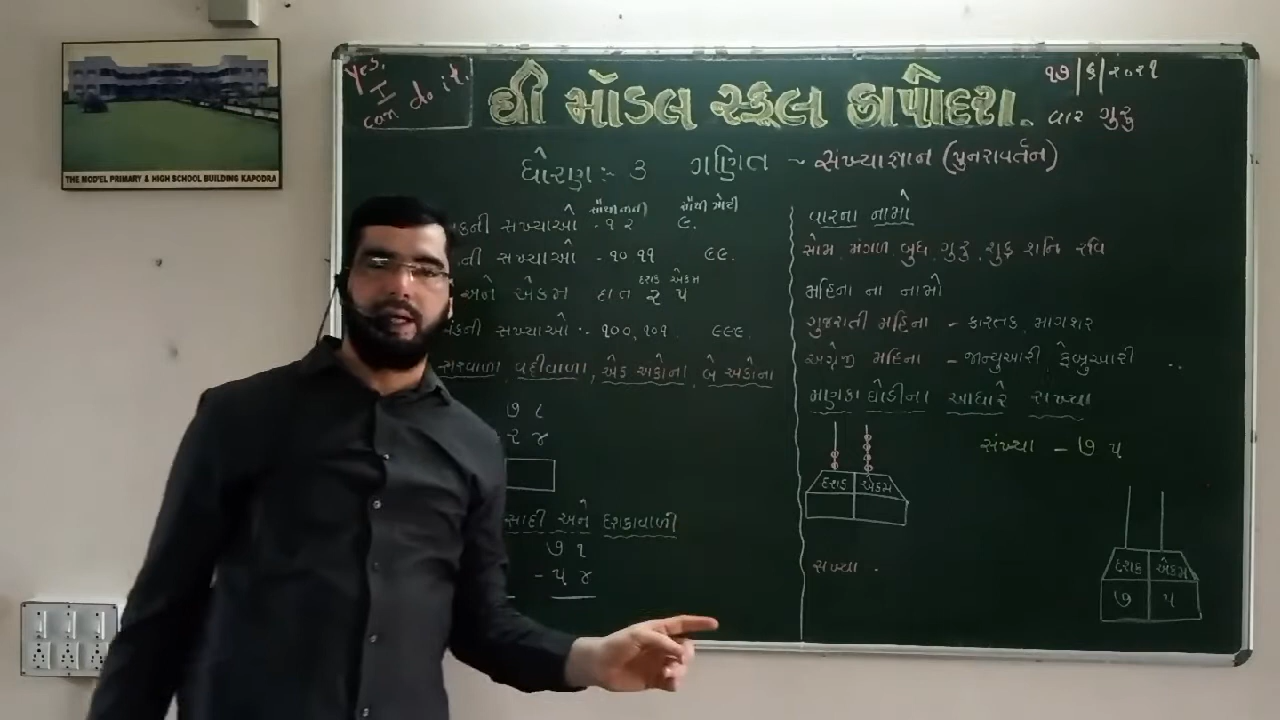 THE MODEL PRIMARY & HIGH SCHOOL BUILDING KAPODRA
Yes, I can do it.
શ્રી મૉડલ સ્કૂલ કાપોદરા.
૧૭/૬/૨૦૨૧
વાર ગુરુ
ધોરણ :- ૩ ગણિત - સંખ્યાજ્ઞાન (પુનરાવર્તન)
સૌથી નાની સૌથી મોટી
સંખ્યાઓ - ૧ ૨ ૯.
ની સંખ્યાઓ - ૧૦ ૧૧ ૯૯.
દશક એકમ
અને એકમ દા ત ૨ ૫
સંખ્યાઓ :- ૧૦૦, ૧૦૧ ૯૯૯.
વદીવાળા, એક અંકોના, બે અંકોના
૭ ૮
૨ ૪
સાદી અને દશકાવાળી
૭ ૧
- ૫ ૪
વારના નામો
સોમ, મંગળ, બુધ, ગુરુ, શુક્ર શનિ રવિ
મહિના ના નામો
ગુજરાતી મહિના - કારતક, માગશર
અંગ્રેજી મહિના - જાન્યુઆરી ફેબ્રુઆરી ..
મણકા ઘોડીના આધારે સંખ્યા
દશક એકમ
સંખ્યા .
સંખ્યા - ૭ ૫
દશક એકમ
૭ ૫